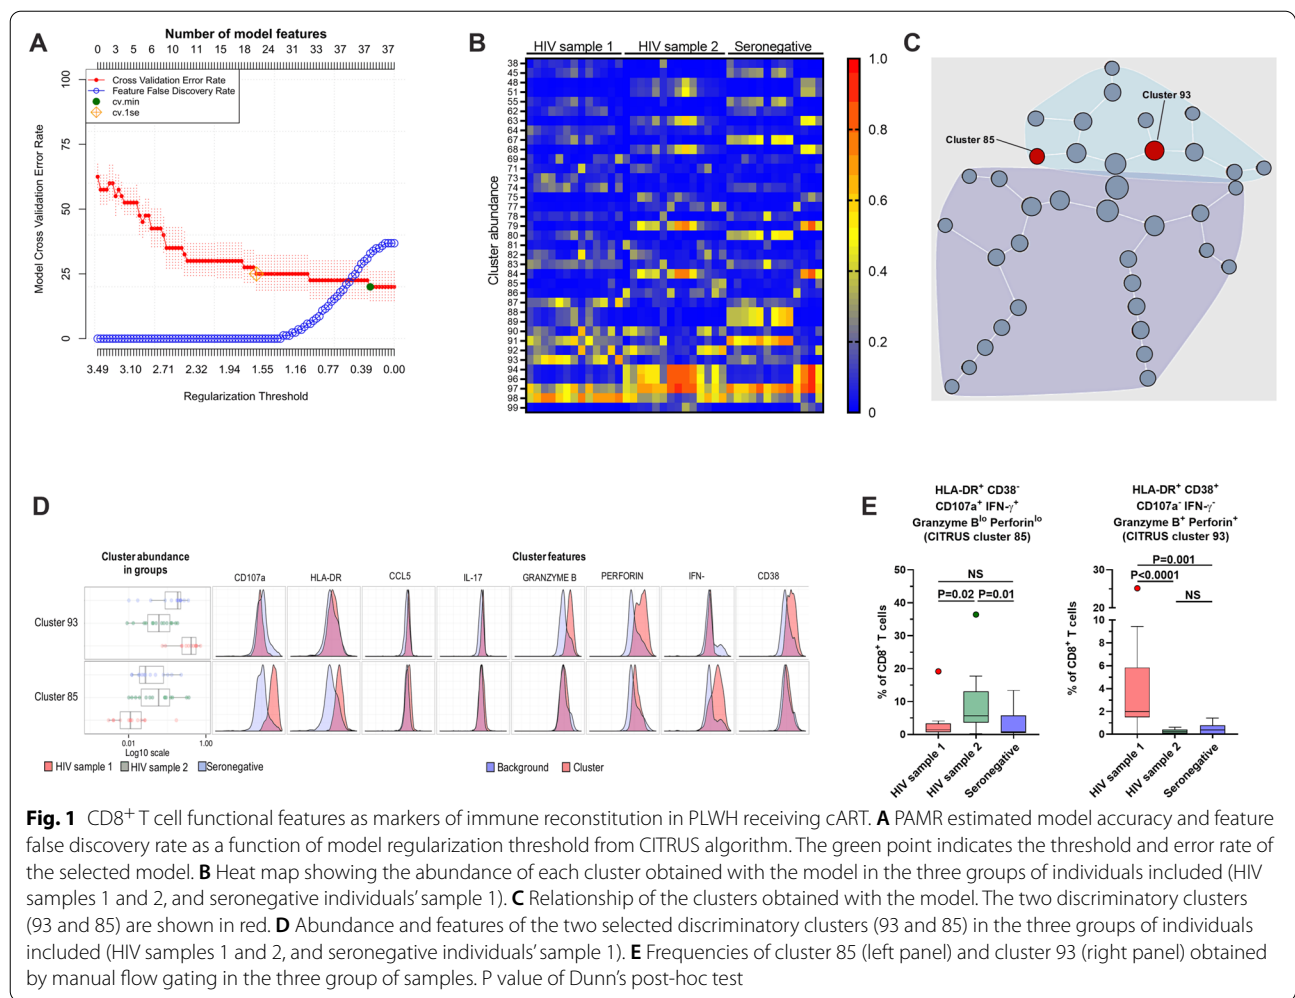 A
Number of model features
0 3 5 6 10 11 15 18 24 31 33 37 37 37
Cross Validation Error Rate
Feature False Discovery Rate
cv.min
cv.1se
Model Cross Validation Error Rate
100
75
50
25
0
3.49 3.10 2.71 2.32 1.94 1.55 1.16 0.77 0.39 0.00
Regularization Threshold
B
HIV sample 1 HIV sample 2 Seronegative
Cluster abundance
38
45
48
51
55
62
63
64
67
68
69
71
73
74
75
77
78
79
80
81
82
83
84
85
86
87
88
89
90
91
92
93
94
96
97
98
99
1.0
0.8
0.6
0.4
0.2
0
C
Cluster 93
Cluster 85
D
Cluster abundance
in groups
Cluster features
CD107a HLA-DR CCL5 IL-17 GRANZYME B PERFORIN IFN- CD38
Cluster 93
Cluster 85
0.01 1.00
Log10 scale
HIV sample 1 HIV sample 2 Seronegative
Background Cluster
E
HLA-DR+ CD38-
CD107a+ IFN-γ+
Granzyme Blo Perforinlo
(CITRUS cluster 85)
% of CD8+ T cells
50
40
30
20
10
0
NS
P=0.02 P=0.01
HIV sample 1
HIV sample 2
Seronegative
HLA-DR+ CD38+
CD107a- IFN-γ-
Granzyme B+ Perforin+
(CITRUS cluster 93)
% of CD8+ T cells
30
20
10
8
6
4
2
0
P=0.001
P<0.0001
NS
HIV sample 1
HIV sample 2
Seronegative
Fig. 1 CD8+ T cell functional features as markers of immune reconstitution in PLWH receiving cART. A PAMR estimated model accuracy and feature
false discovery rate as a function of model regularization threshold from CITRUS algorithm. The green point indicates the threshold and error rate of
the selected model. B Heat map showing the abundance of each cluster obtained with the model in the three groups of individuals included (HIV
samples 1 and 2, and seronegative individuals' sample 1). C Relationship of the clusters obtained with the model. The two discriminatory clusters
(93 and 85) are shown in red. D Abundance and features of the two selected discriminatory clusters (93 and 85) in the three groups of individuals
included (HIV samples 1 and 2, and seronegative individuals' sample 1). E Frequencies of cluster 85 (left panel) and cluster 93 (right panel) obtained
by manual flow gating in the three group of samples. P value of Dunn's post-hoc test